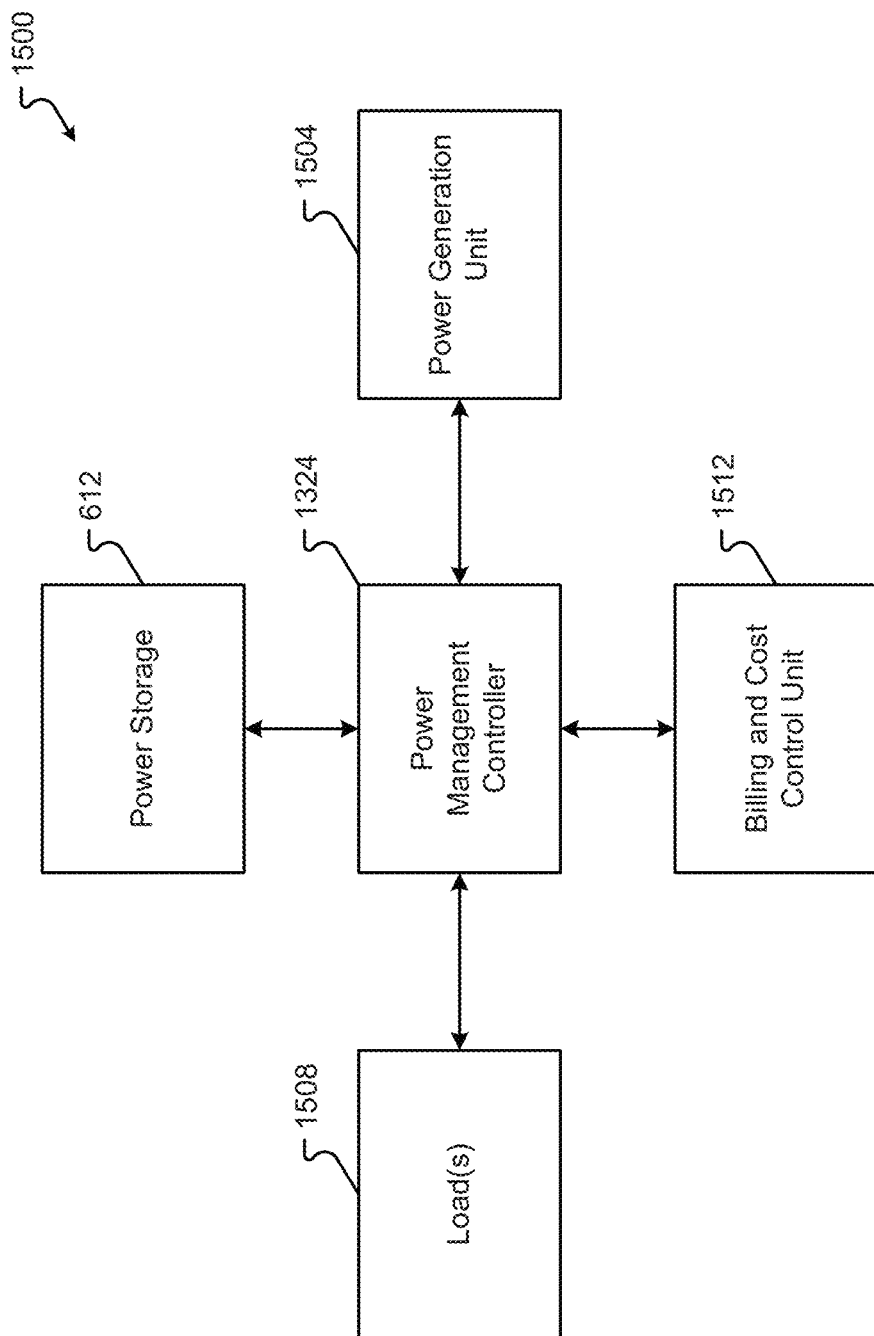 1500
612
Power Storage
1508
Load(s)
1324
Power
Management
Controller
1504
Power Generation
Unit
1512
Billing and Cost
Control Unit